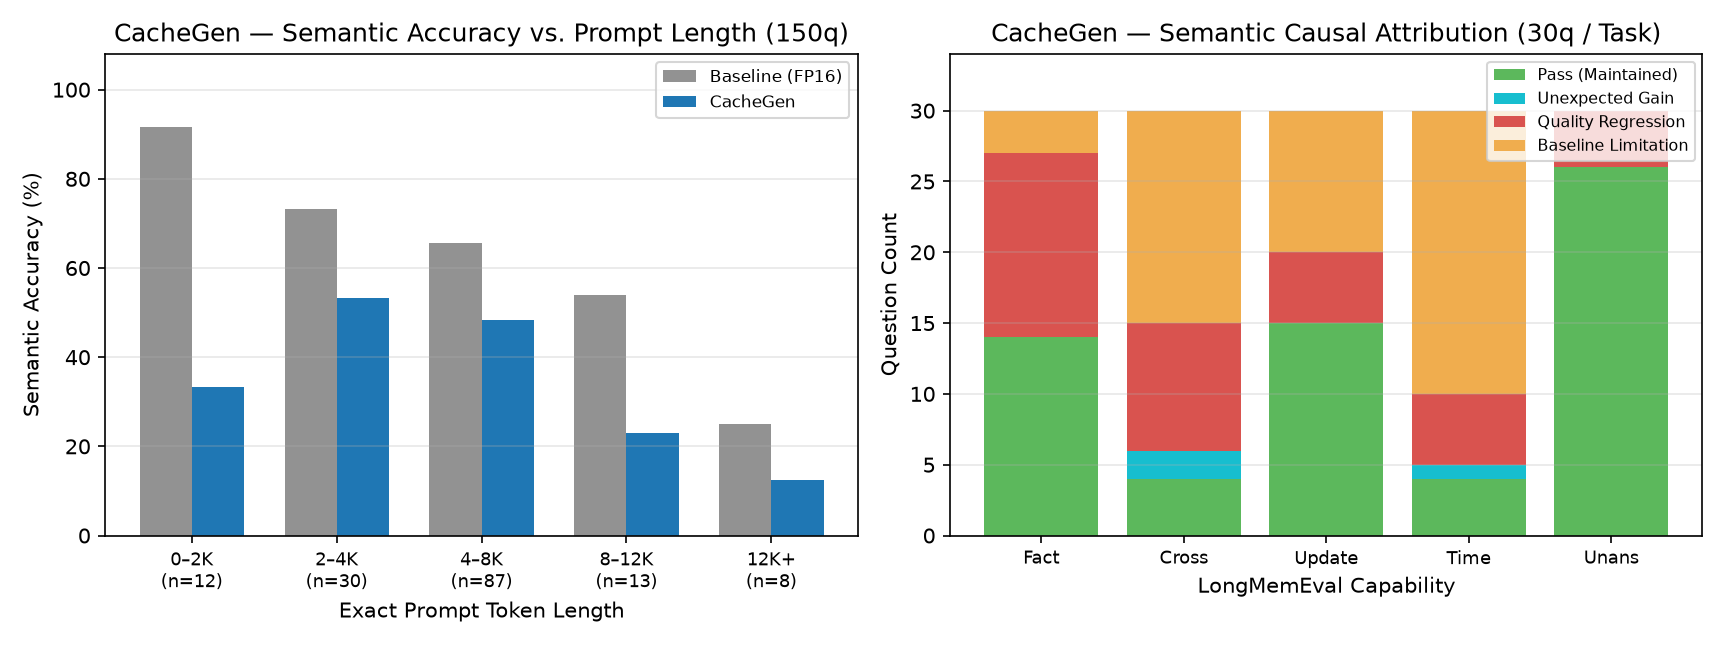 CacheGen — Semantic Accuracy vs. Prompt Length (150q)
Baseline (FP16)
CacheGen
Semantic Accuracy (%)
100
80
60
40
20
0
0–2K
(n=12)
2–4K
(n=30)
4–8K
(n=87)
8–12K
(n=13)
12K+
(n=8)
Exact Prompt Token Length
CacheGen — Semantic Causal Attribution (30q / Task)
Pass (Maintained)
Unexpected Gain
Quality Regression
Baseline Limitation
Question Count
30
25
20
15
10
5
0
Fact
Cross
Update
Time
Unans
LongMemEval Capability